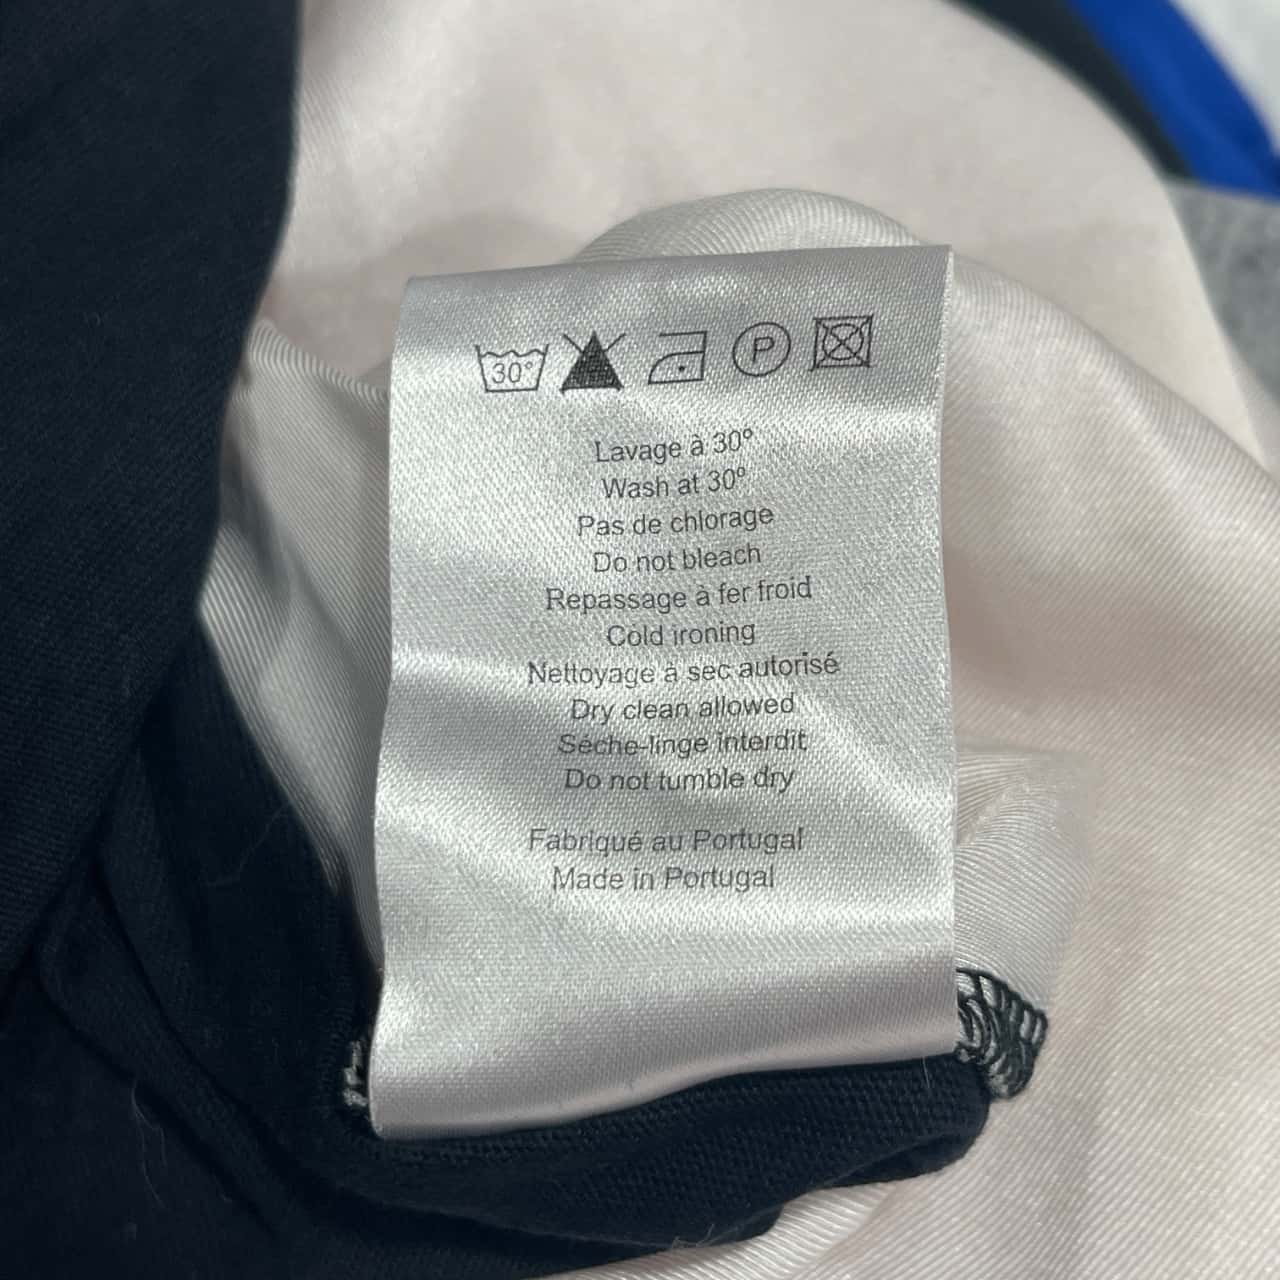 30° P
Lavage à 30°
Wash at 30°
Pas de chlorage
Do not bleach
Repassage à fer froid
Cold ironing
Nettoyage à sec autorisé
Dry clean allowed
Séche-linge interdit
Do not tumble dry
Fabriqué au Portugal
Made in Portugal